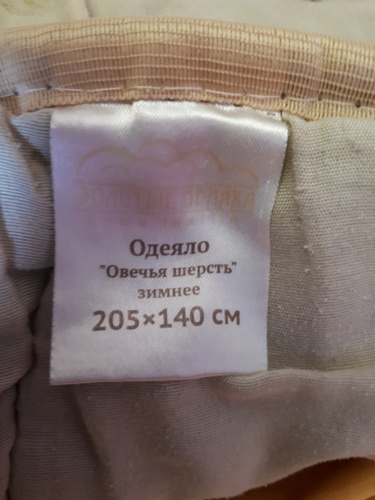 Одеяло
"Овечья шерсть"
зимнее
205×140 см